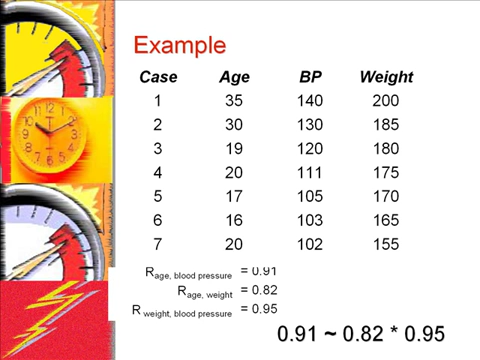 Example
Case Age BP Weight
1 35 140 200
2 30 130 185
3 19 120 180
4 20 111 175
5 17 105 170
6 16 103 165
7 20 102 155
R age, blood pressure = 0.91
R age, weight = 0.82
R weight, blood pressure = 0.95
0.91 ~ 0.82 * 0.95